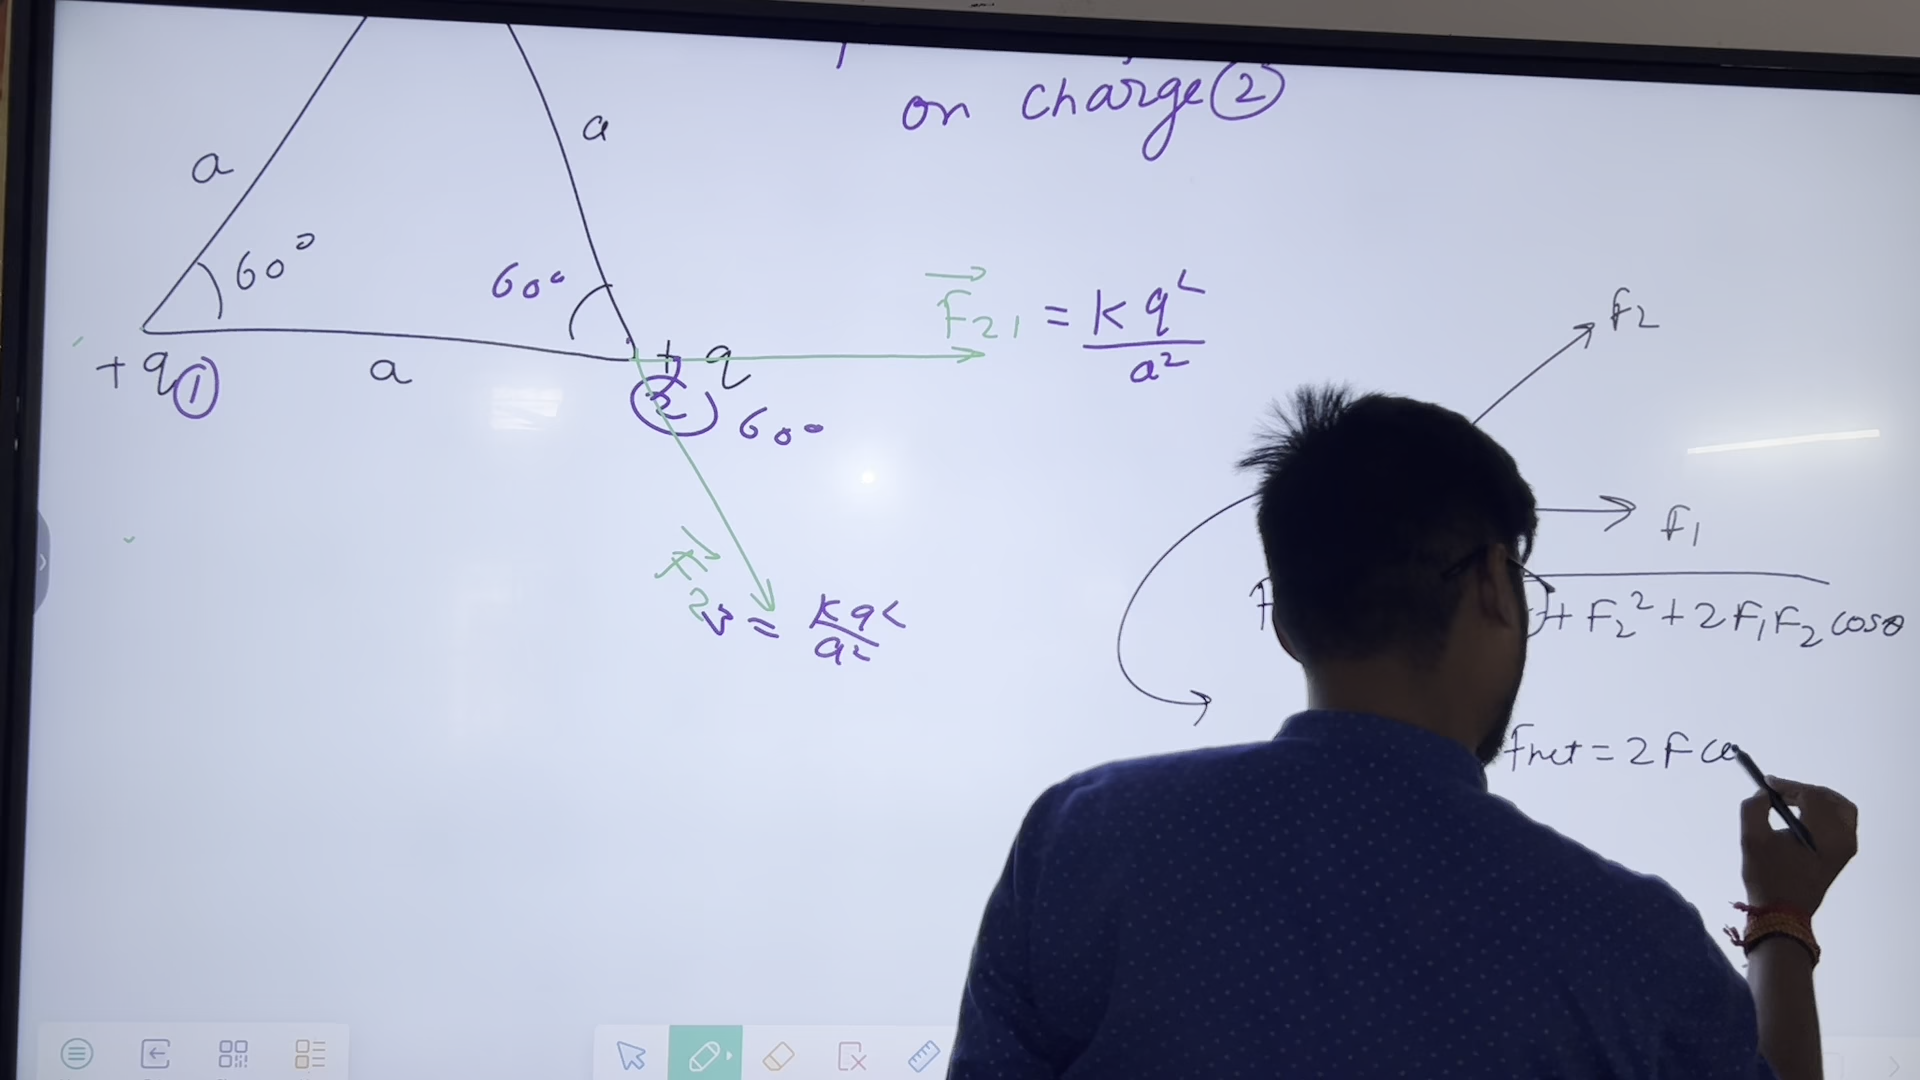 on charge ②
a
a
60°
60°
+q ①
a
+q
②
60°
F₂₁ = kq²/a²
₂₃ = kq²/a²
F₂
F₁
+ F₂² + 2F₁F₂ cosθ
Fnet = 2F co